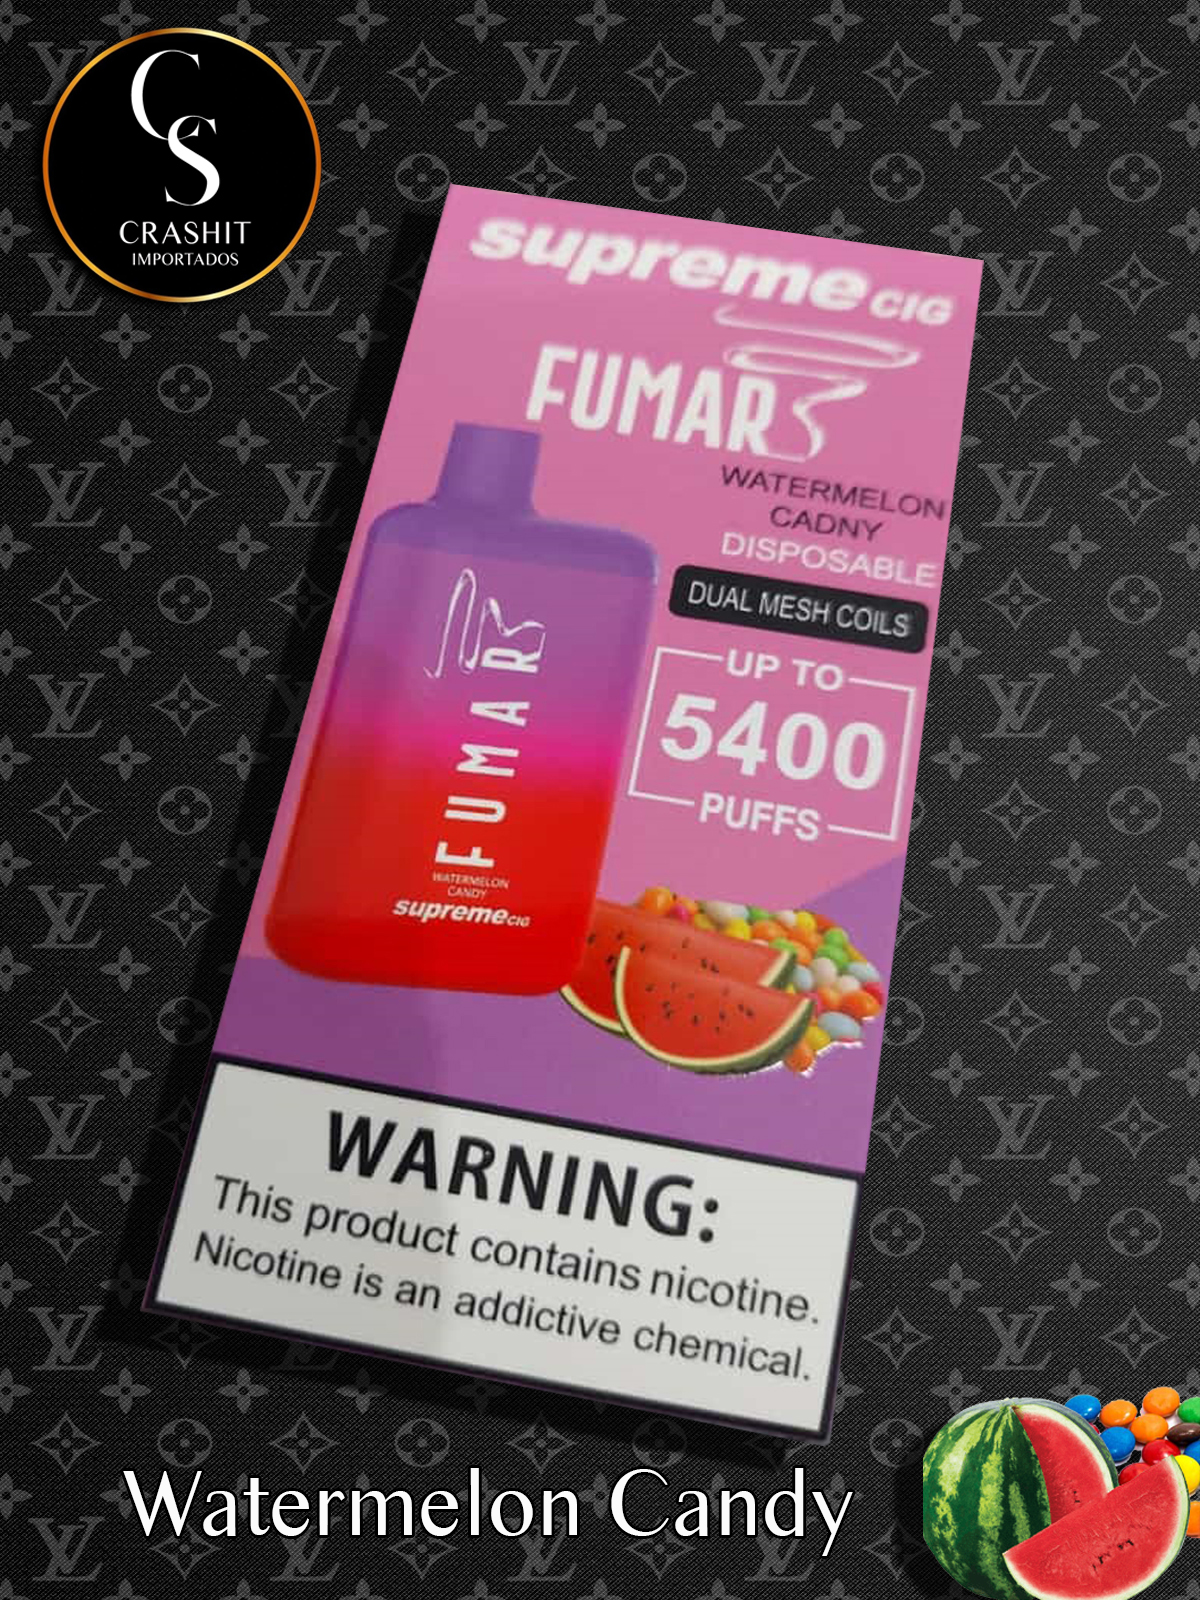 CS
CRASHIT
IMPORTADOS
supreme CIG
FUMAR
WATERMELON
CADNY
DISPOSABLE
DUAL MESH COILS
UP TO
5400
PUFFS
FUMAR
WATERMELON
CANDY
supreme CIG
WARNING:
This product contains nicotine.
Nicotine is an addictive chemical.
Watermelon Candy